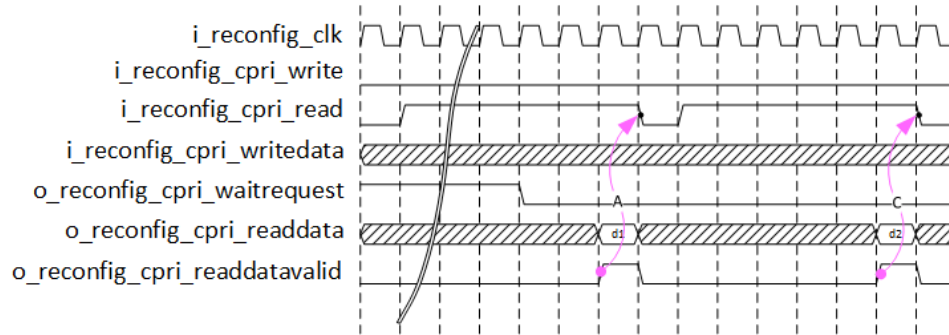 i_reconfig_clk
i_reconfig_cpri_write
i_reconfig_cpri_read
i_reconfig_cpri_writedata
o_reconfig_cpri_waitrequest
A
C
o_reconfig_cpri_readdata
d1
d2
o_reconfig_cpri_readdatavalid